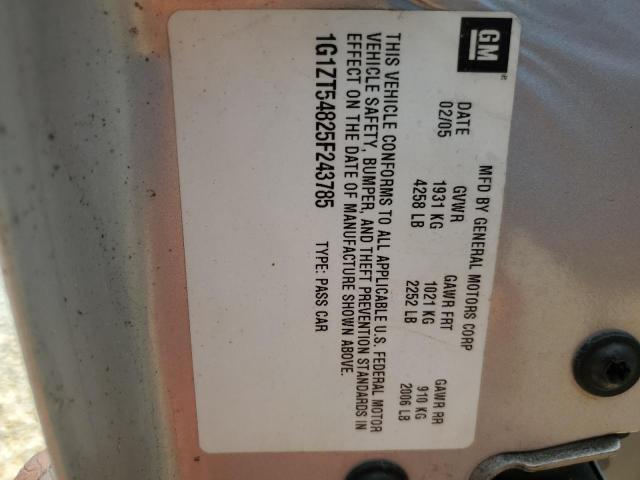 GM
MFD BY GENERAL MOTORS CORP
DATE GVWR GAWR FRT GAWR RR
02/05 1931 KG 1021 KG 910 KG
4258 LB 2252 LB 2006 LB
THIS VEHICLE CONFORMS TO ALL APPLICABLE U.S. FEDERAL MOTOR
VEHICLE SAFETY, BUMPER, AND THEFT PREVENTION STANDARDS IN
EFFECT ON THE DATE OF MANUFACTURE SHOWN ABOVE.
1G1ZT54825F243785 TYPE: PASS CAR